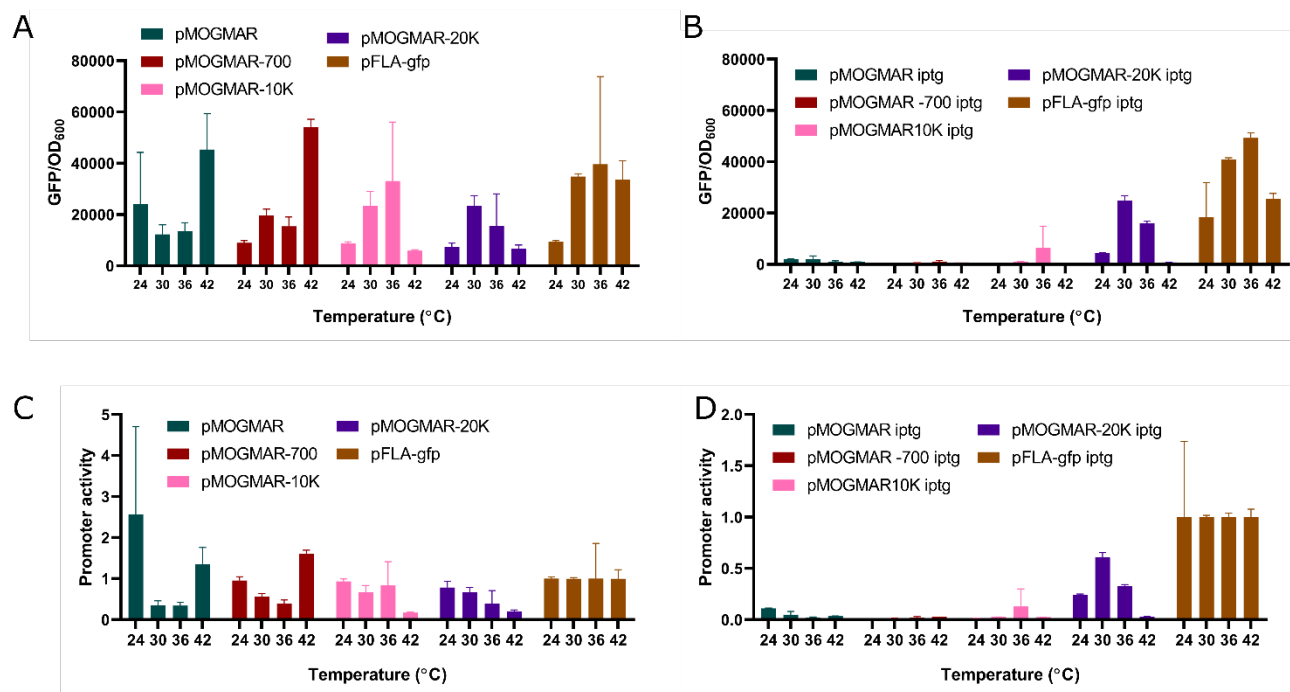 A
pMOGMAR
pMOGMAR-700
pMOGMAR-10K
pMOGMAR-20K
pFLA-gfp
GFP/OD600
80000
60000
40000
20000
0
24 30 36 42 24 30 36 42 24 30 36 42 24 30 36 42 24 30 36 42
Temperature (°C)
B
pMOGMAR iptg
pMOGMAR -700 iptg
pMOGMAR10K iptg
pMOGMAR-20K iptg
pFLA-gfp iptg
GFP/OD600
80000
60000
40000
20000
0
24 30 36 42 24 30 36 42 24 30 36 42 24 30 36 42 24 30 36 42
Temperature (°C)
C
pMOGMAR
pMOGMAR-700
pMOGMAR-10K
pMOGMAR-20K
pFLA-gfp
Promoter activity
5
4
3
2
1
0
24 30 36 42 24 30 36 42 24 30 36 42 24 30 36 42 24 30 36 42
Temperature (°C)
D
pMOGMAR iptg
pMOGMAR -700 iptg
pMOGMAR10K iptg
pMOGMAR-20K iptg
pFLA-gfp iptg
Promoter activity
2.0
1.5
1.0
0.5
0.0
24 30 36 42 24 30 36 42 24 30 36 42 24 30 36 42 24 30 36 42
Temperature (°C)